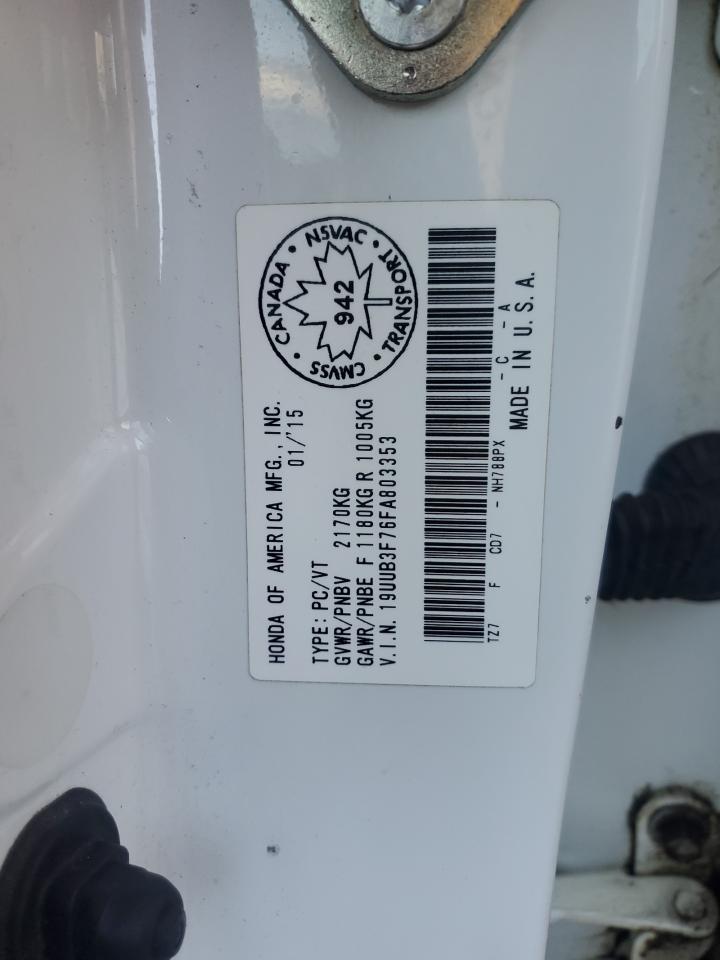 HONDA OF AMERICA MFG., INC.
01/'15
TYPE: PC/VT
GVWR/PNBV 2170KG
GAWR/PNBE F 1180KG R 1005KG
V.I.N. 19UUB3F76FA803353
CANADA • NSVAC • TRANSPORT • CMVSS •
942
TZ7 F CD7 - NH788PX - C - A
MADE IN U.S.A.